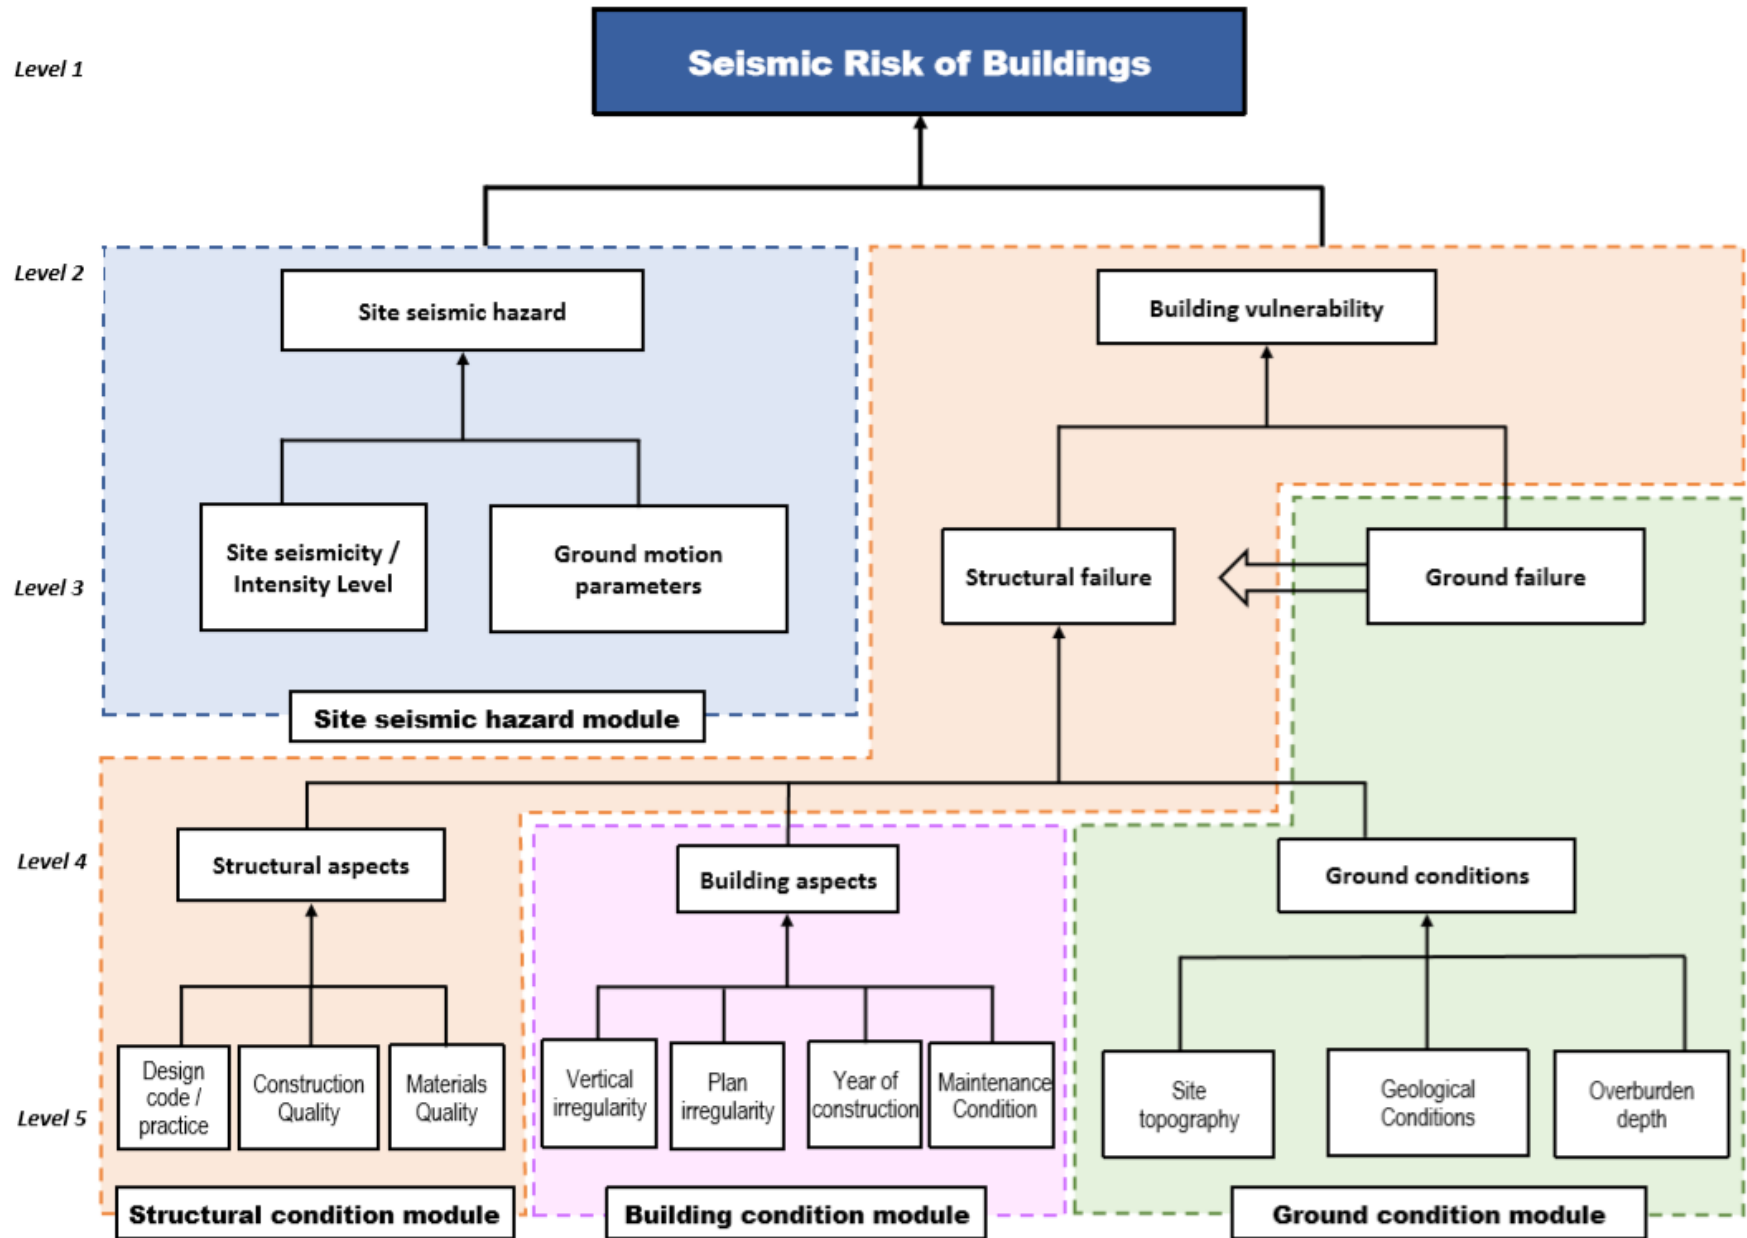 Seismic Risk of Buildings
Level 1
Level 2
Site seismic hazard
Building vulnerability
Level 3
Site seismicity /
Intensity Level
Ground motion
parameters
Structural failure
Ground failure
Site seismic hazard module
Level 4
Structural aspects
Building aspects
Ground conditions
Level 5
Design
code /
practice
Construction
Quality
Materials
Quality
Vertical
irregularity
Plan
irregularity
Year of
construction
Maintenance
Condition
Site
topography
Geological
Conditions
Overburden
depth
Structural condition module
Building condition module
Ground condition module